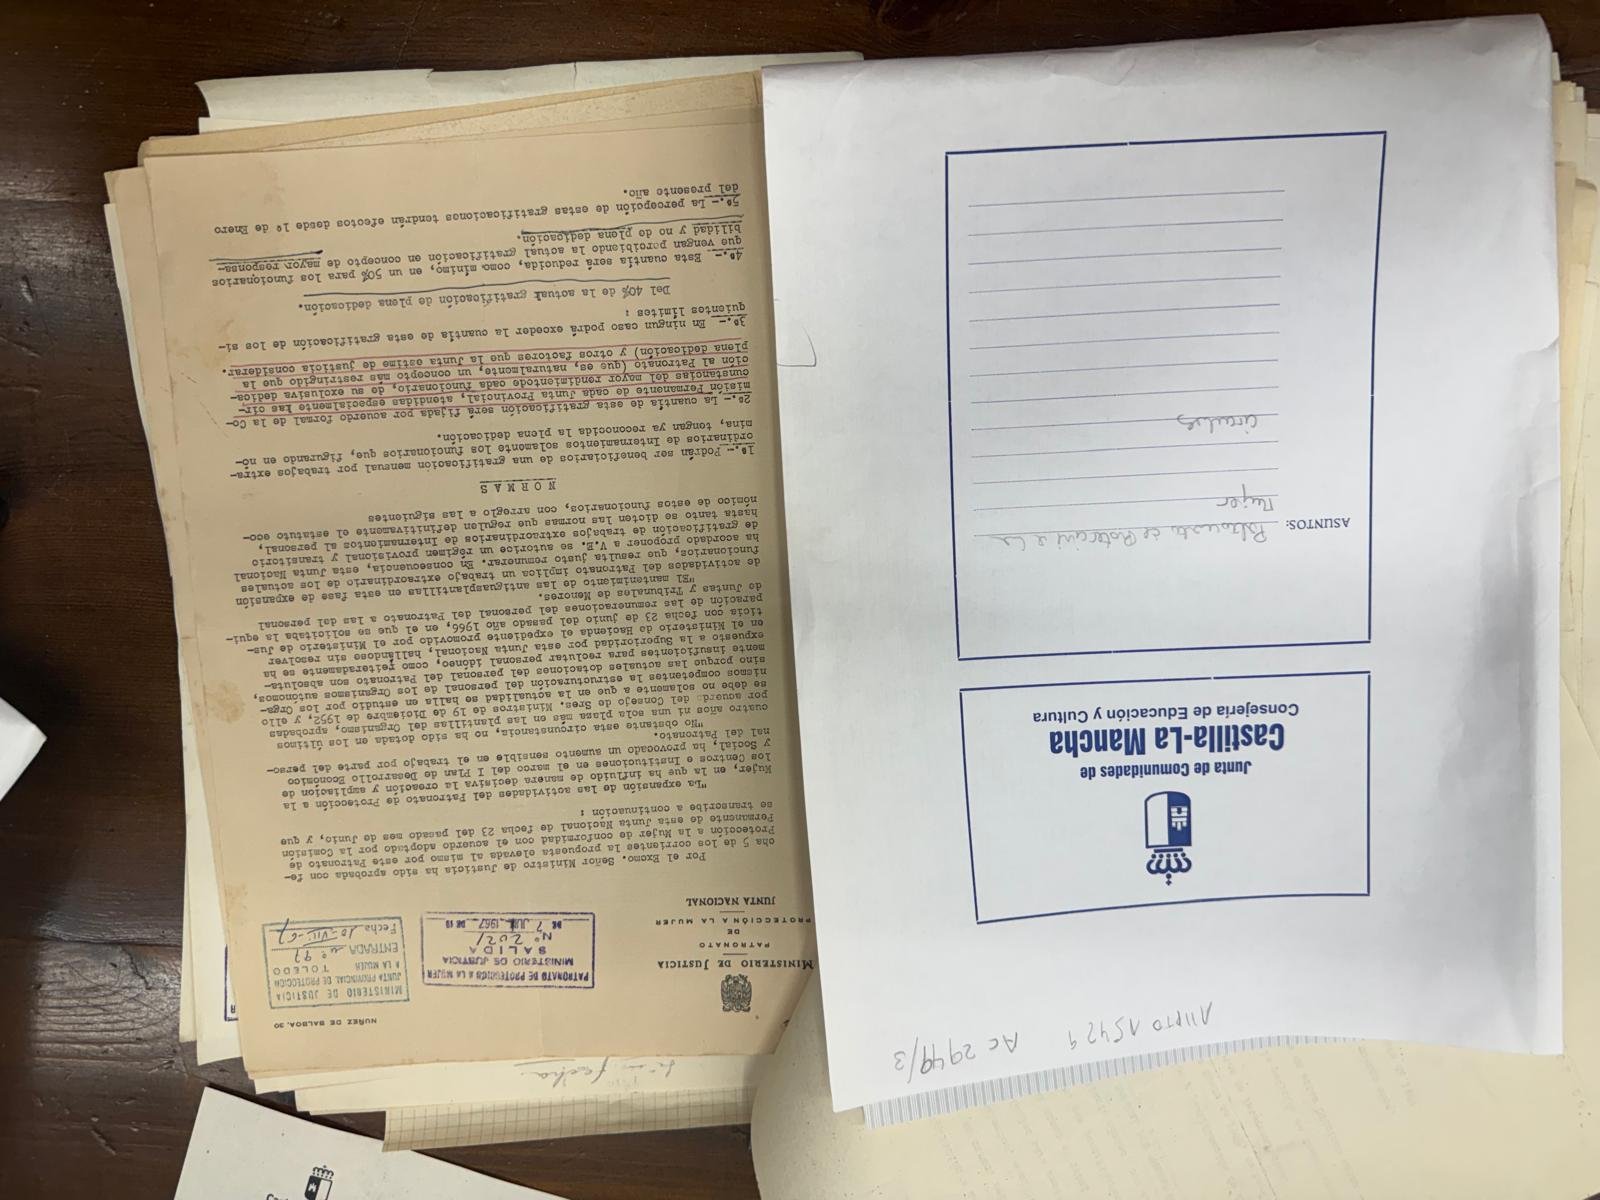 AHPTO 15429 AC 2949/3
Junta de Comunidades de
Castilla-La Mancha
Consejería de Educación y Cultura
ASUNTOS: Patronato de Protección a la
Mujer
Circulares
sin fecha
NUÑEZ DE BALBOA, 30
MINISTERIO DE JUSTICIA
PATRONATO
DE
PROTECCIÓN A LA MUJER
JUNTA NACIONAL
PATRONATO DE PROTECCION A LA MUJER
MINISTERIO DE JUSTICIA
SALIDA
Nº 2021
DE 7 JUL 1967 DE 19
MINISTERIO DE JUSTICIA
JUNTA PROVINCIAL DE PROTECCION
A LA MUJER
TOLEDO
ENTRADA nº 97
Fecha 10-VII-67
Por el Excmo. Señor Ministro de Justicia ha sido aprobada con fe-
cha 5 de los corrientes la propuesta elevada al mismo por este Patronato de
Protección a la Mujer de conformidad con el acuerdo adoptado por la Comisión
Permanente de esta Junta Nacional de fecha 23 del pasado mes de Junio, y que
se transcribe a continuación :
"La expansión de las actividades del Patronato de Protección a la
Mujer, en la que ha influido de manera decisiva la creación y ampliación de
los Centros e Instituciones en el marco del I Plan de Desarrollo Económico
y Social, ha provocado un aumento sensible en el trabajo por parte del perso-
nal del Patronato.
"No obstante esta circunstancia, no ha sido dotada en los últimos
cuatro años ni una sola plaza más en las plantillas del Organismo, aprobadas
por acuerdo del Consejo de Sres. Ministros de 19 de Diciembre de 1952, y ello
se debe no solamente a que en la actualidad se halla en estudio por los Orga-
nismos competentes la estructuración del personal de los Organismos autónomos,
sino porque las actuales dotaciones del personal del Patronato son absoluta-
mente insuficientes para reclutar personal idóneo, como reiteradamente se ha
expuesto a la Superioridad por esta Junta Nacional, hallándose sin resolver
en el Ministerio de Hacienda el expediente promovido por el Ministerio de Jus-
ticia con fecha 23 de Junio del pasado año 1966, en el que se solicitaba la equi-
paración de las remuneraciones del personal del Patronato a las del personal
de Juntas y Tribunales de Menores.
"El mantenimiento de las antiguasplantillas en esta fase de expansión
de actividades del Patronato implica un trabajo extraordinario de los actuales
funcionarios, que resulta justo remunerar. En consecuencia, esta Junta Nacional
ha acordado proponer a V.E. se autorice un régimen provisional y transitorio
de gratificación de trabajos extraordinarios de Internamientos al personal,
hasta tanto se dicten las normas que regulen definitivamente el estatuto eco-
nómico de estos funcionarios, con arreglo a las siguientes
N O R M A S
1ª.- Podrán ser beneficiarios de una gratificación mensual por trabajos extra-
ordinarios de Internamientos solamente los funcionarios que, figurando en nó-
mina, tengan ya reconocida la plena dedicación.
2ª.- La cuantía de esta gratificación será fijada por acuerdo formal de la Co-
misión Permanente de cada Junta Provincial, atendidas especialmente las cir-
cunstancias del mayor rendimientode cada funcionario, de su exclusiva dedica-
ción al Patronato (que es, naturalmente, un concepto más restringido que la
plena dedicación) y otros factores que la Junta estime de justicia considerar.
3ª.- En ningun caso podrá exceder la cuantía de esta gratificación de los si-
guientes límites :
Del 40% de la actual gratificación de plena dedicación.
4ª.- Esta cuantía será reducida, como mínimo, en un 50% para los funcionarios
que vengan percibiendo la actual gratificación en concepto de mayor responsa-
bilidad y no de plena dedicación.
5ª.- La percepción de estas gratificaciones tendrán efectos desde 1º de Enero
del presente año.